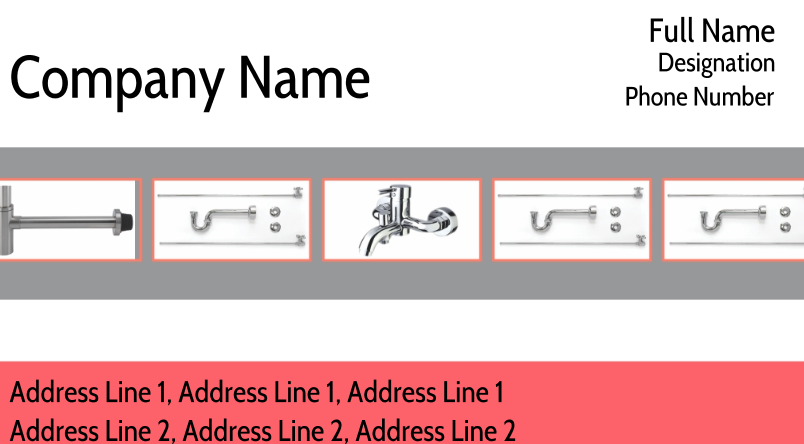 Company Name
Full Name
Designation
Phone Number
Address Line 1, Address Line 1, Address Line 1
Address Line 2, Address Line 2, Address Line 2